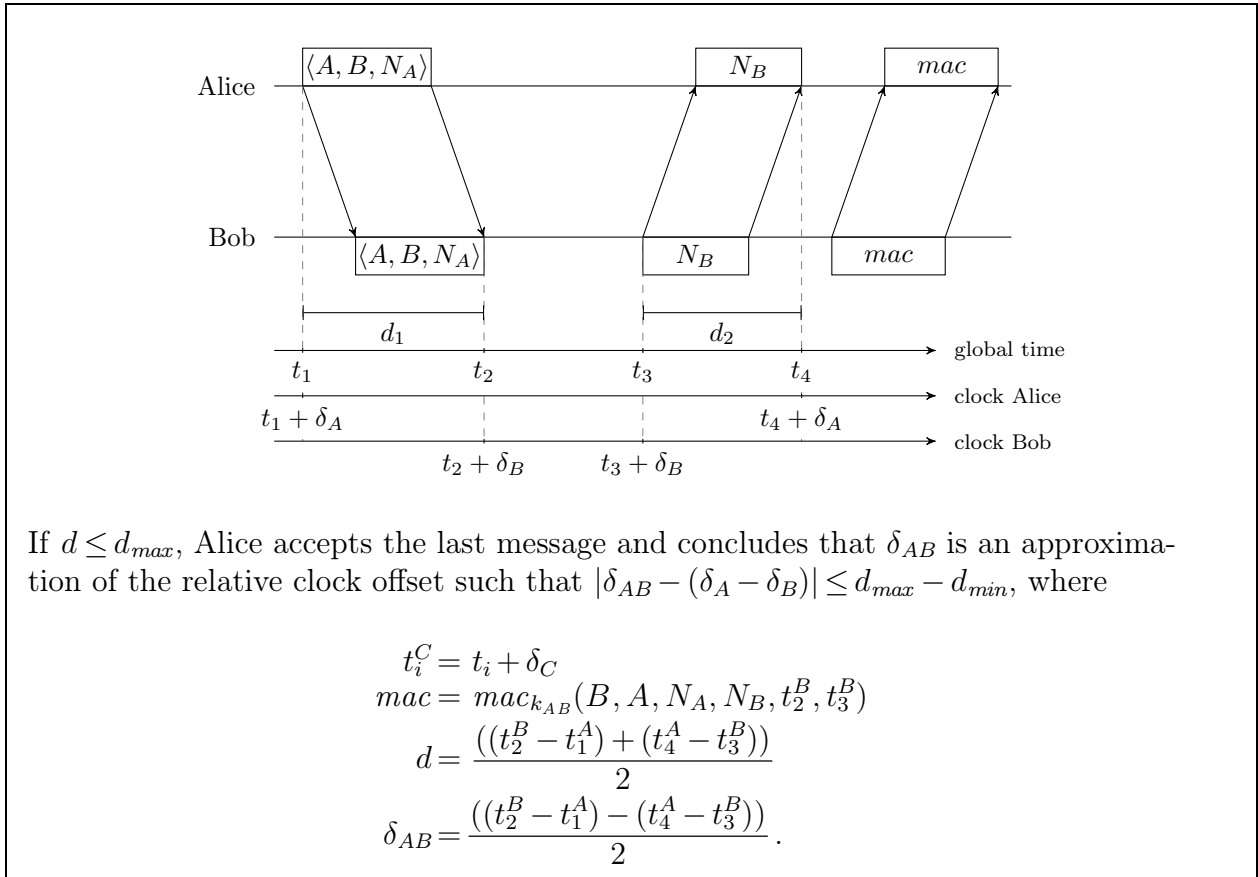 ⟨A, B, N_A⟩ N_B mac
Alice
Bob
⟨A, B, N_A⟩ N_B mac
d_1 d_2
global time
t_1 t_2 t_3 t_4
clock Alice
t_1 + δ_A t_4 + δ_A
clock Bob
t_2 + δ_B t_3 + δ_B
If d ≤ d_max, Alice accepts the last message and concludes that δ_AB is an approxima-
tion of the relative clock offset such that |δ_AB − (δ_A − δ_B)| ≤ d_max − d_min, where
t_i^C = t_i + δ_C
mac = mac_{k_AB}(B, A, N_A, N_B, t_2^B, t_3^B)
d = ((t_2^B − t_1^A) + (t_4^A − t_3^B)) / 2
δ_AB = ((t_2^B − t_1^A) − (t_4^A − t_3^B)) / 2 .